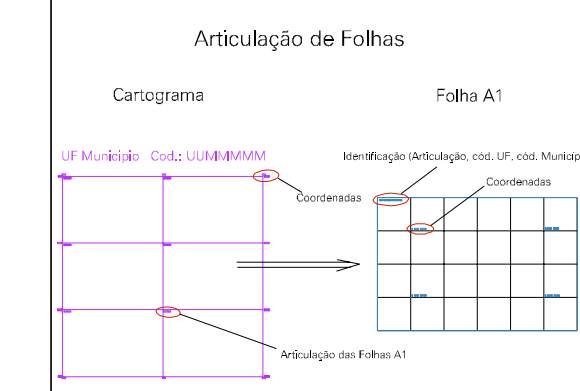 Articulação de Folhas
Cartograma
Folha A1
UF Municipio Cod.: UUMMMMM
Identificação (Articulação, cód. UF, cód. Municíp
Coordenadas
Coordenadas
Articulação das Folhas A1